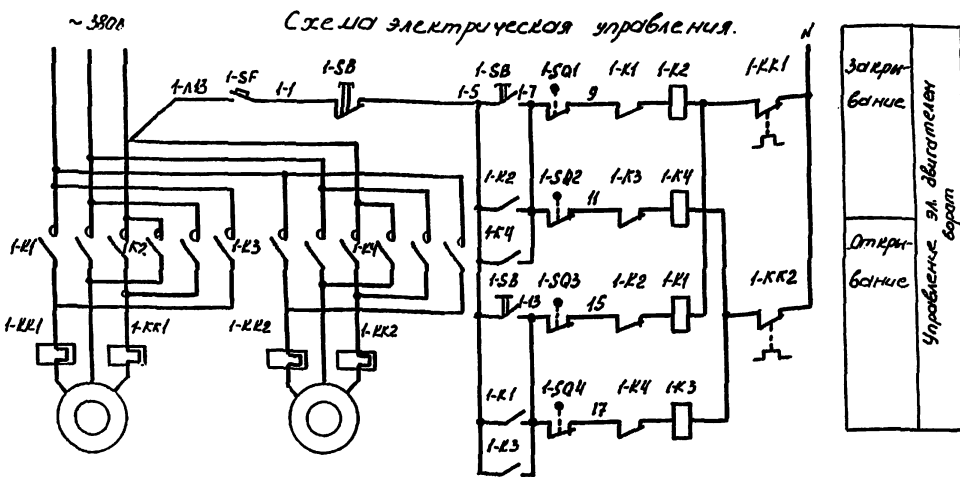 ~380в
Схема электрическая управления.
N
1-Л13
1-SF
1-1
1-SB
1-5
1-SB
1-7
1-SQ1
9
1-К1
1-К2
1-КК1
Закры-
вание
1-К2
1-SQ2
11
1-К3
1-К4
1-К4
1-К1
К2
1-К3
1-К4
Откры-
вание
Управление эл. двигателей
ворот
1-SB
1-13
1-SQ3
15
1-К2
1-К1
1-КК2
1-КК1
1-КК1
1-КК2
1-КК2
1-К1
1-SQ4
17
1-К4
1-К3
1-К3